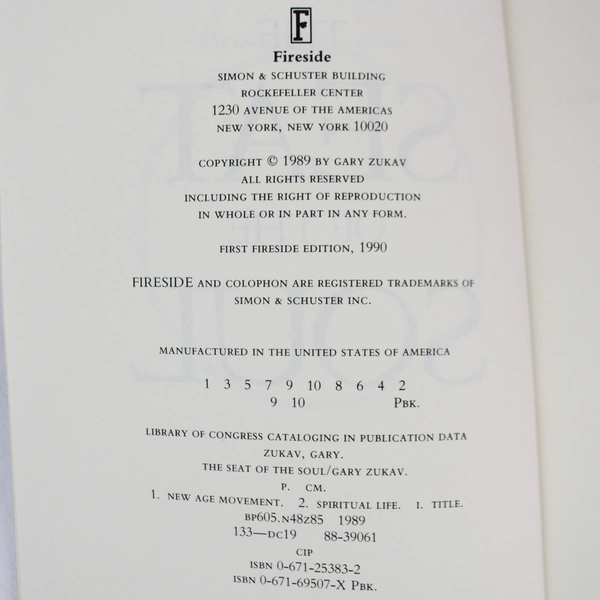 F
Fireside
SIMON & SCHUSTER BUILDING
ROCKEFELLER CENTER
1230 AVENUE OF THE AMERICAS
NEW YORK, NEW YORK 10020
COPYRIGHT © 1989 BY GARY ZUKAV
ALL RIGHTS RESERVED
INCLUDING THE RIGHT OF REPRODUCTION
IN WHOLE OR IN PART IN ANY FORM.
FIRST FIRESIDE EDITION, 1990
FIRESIDE AND COLOPHON ARE REGISTERED TRADEMARKS OF
SIMON & SCHUSTER INC.
MANUFACTURED IN THE UNITED STATES OF AMERICA
1 3 5 7 9 10 8 6 4 2
9 10 PBK.
LIBRARY OF CONGRESS CATALOGING IN PUBLICATION DATA
ZUKAV, GARY.
THE SEAT OF THE SOUL/GARY ZUKAV.
P. CM.
1. NEW AGE MOVEMENT. 2. SPIRITUAL LIFE. I. TITLE.
BP605.N48Z85 1989
133—DC19 88-39061
CIP
ISBN 0-671-25383-2
ISBN 0-671-69507-X PBK.